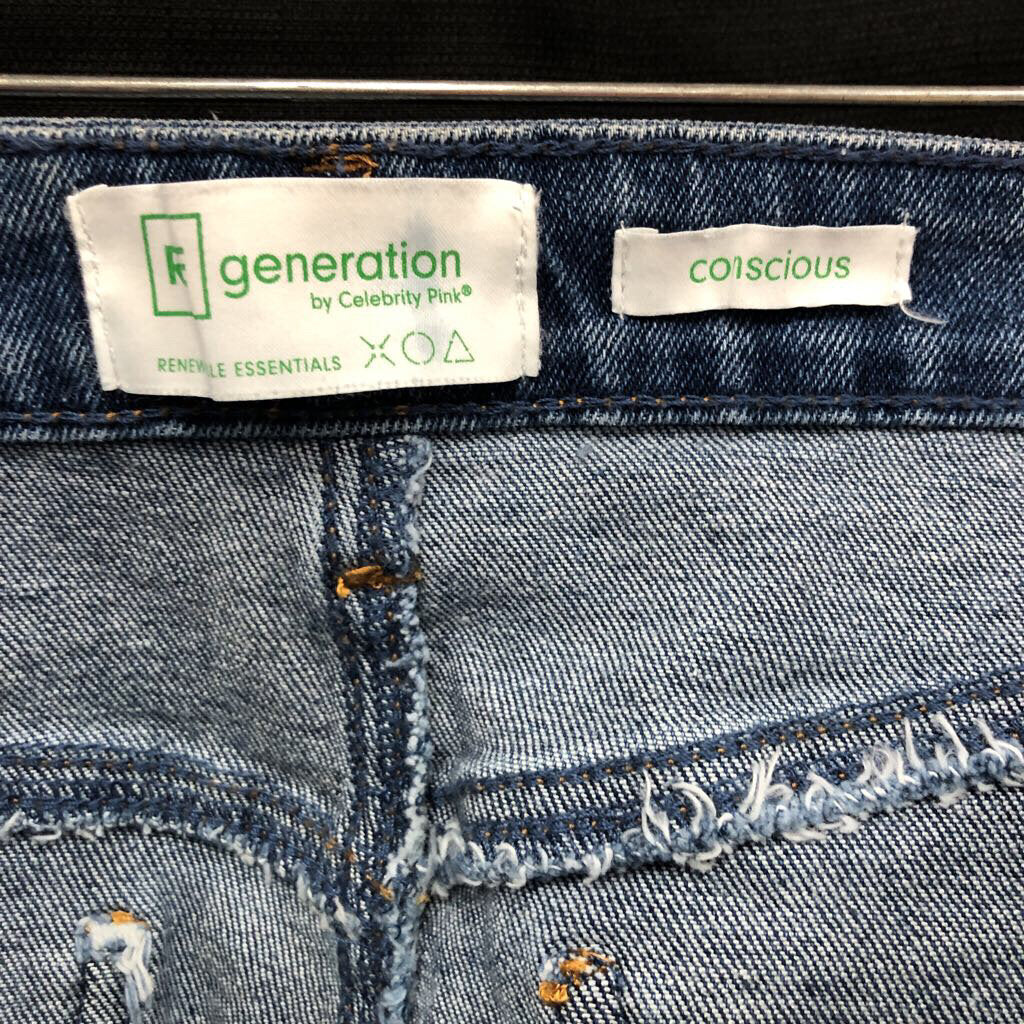 generation
by Celebrity Pink®
ESSENTIALS
conscious